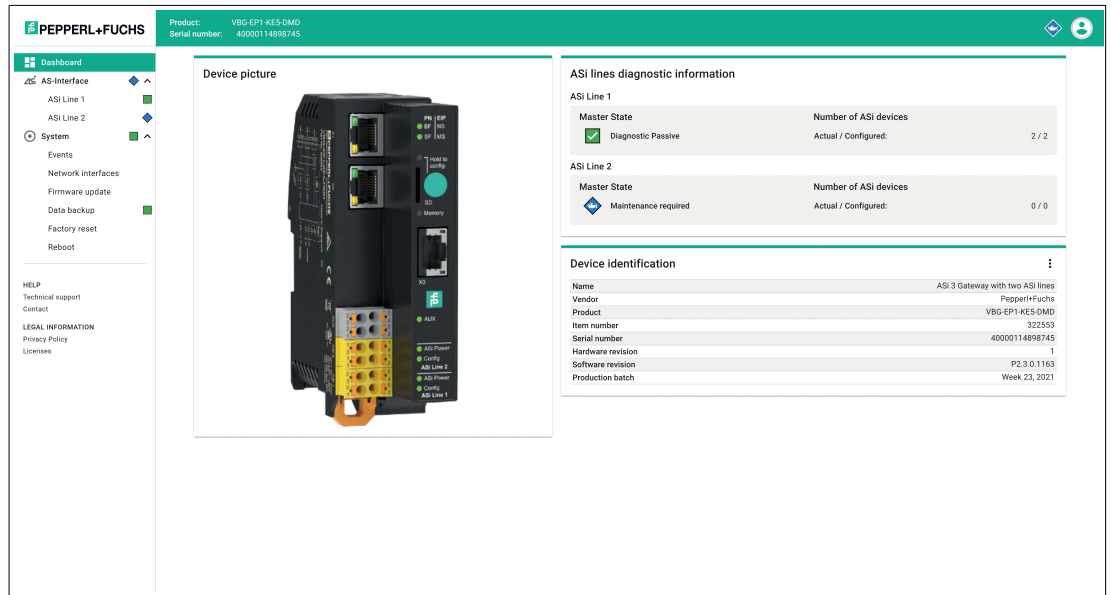 PEPPERL+FUCHS
Product: VBG-EP1-KE5-DMD
Serial number: 40000114898745
Dashboard
AS-Interface
ASi Line 1
ASi Line 2
System
Events
Network interfaces
Firmware update
Data backup
Factory reset
Reboot
HELP
Technical support
Contact
LEGAL INFORMATION
Privacy Policy
Licenses
Device picture
PEPPERL+FUCHS
PN EIP
BF NS
SF MS
Hold to
config.
SD
Memory
X3
AUX
ASi Power
Config
ASi Line 2
ASi Power
Config
ASi Line 1
ASi lines diagnostic information
ASi Line 1
Master State Number of ASi devices
Diagnostic Passive Actual / Configured: 2 / 2
ASi Line 2
Master State Number of ASi devices
Maintenance required Actual / Configured: 0 / 0
Device identification
Name ASi 3 Gateway with two ASi lines
Vendor Pepperl+Fuchs
Product VBG-EP1-KE5-DMD
Item number 322553
Serial number 40000114898745
Hardware revision 1
Software revision P2.3.0.1163
Production batch Week 23, 2021